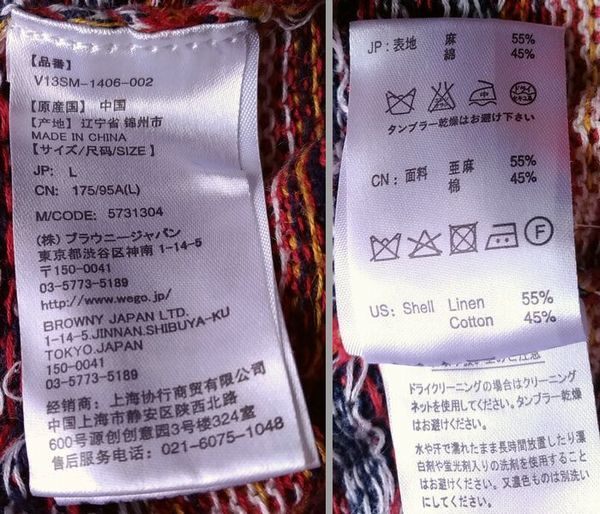 【品番】
V13SM-1406-002
【原産国】 中国
【产地】 辽宁省 锦州市
MADE IN CHINA
【サイズ/尺码/SIZE】
JP: L
CN: 175/95A(L)
M/CODE: 5731304
(株) ブラウニージャパン
東京都渋谷区神南 1-14-5
〒150-0041
03-5773-5189
http://www.wego.jp/
BROWNY JAPAN LTD.
1-14-5.JINNAN.SHIBUYA-KU
TOKYO.JAPAN
150-0041
03-5773-5189
经销商: 上海协行商贸有限公司
中国上海市静安区陕西北路
600号源创创意园3号楼324室
售后服务电话: 021-6075-1048
JP: 表地 麻 55%
綿 45%
中
ドライ
セキユ系
タンブラー乾燥はお避け下さい
CN: 面料 亚麻 55%
棉 45%
F
US: Shell Linen 55%
Cotton 45%
ドライクリーニングの場合はクリーニング
ネットを使用してください。タンブラー乾燥
はお避けください。
水や汗で濡れたまま長時間放置したり漂
白剤や蛍光剤入りの洗剤を使用すること
はお避けください。又濃色もの は別洗い
にしてください。